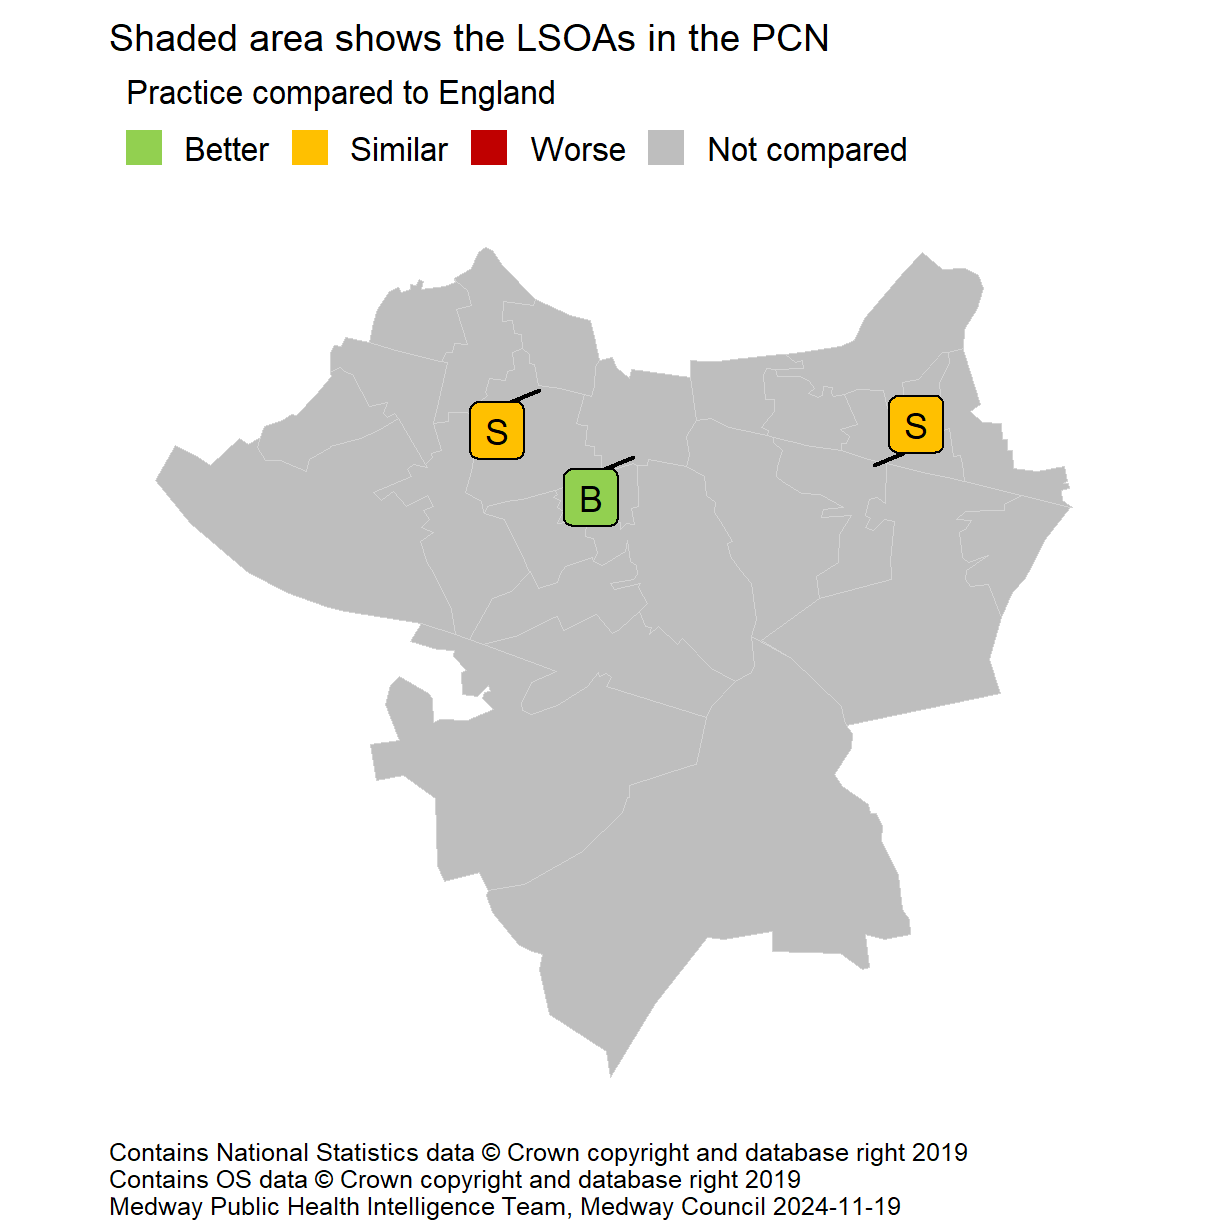 Shaded area shows the LSOAs in the PCN
Practice compared to England
Better Similar Worse Not compared
S S
B
Contains National Statistics data © Crown copyright and database right 2019
Contains OS data © Crown copyright and database right 2019
Medway Public Health Intelligence Team, Medway Council 2024-11-19